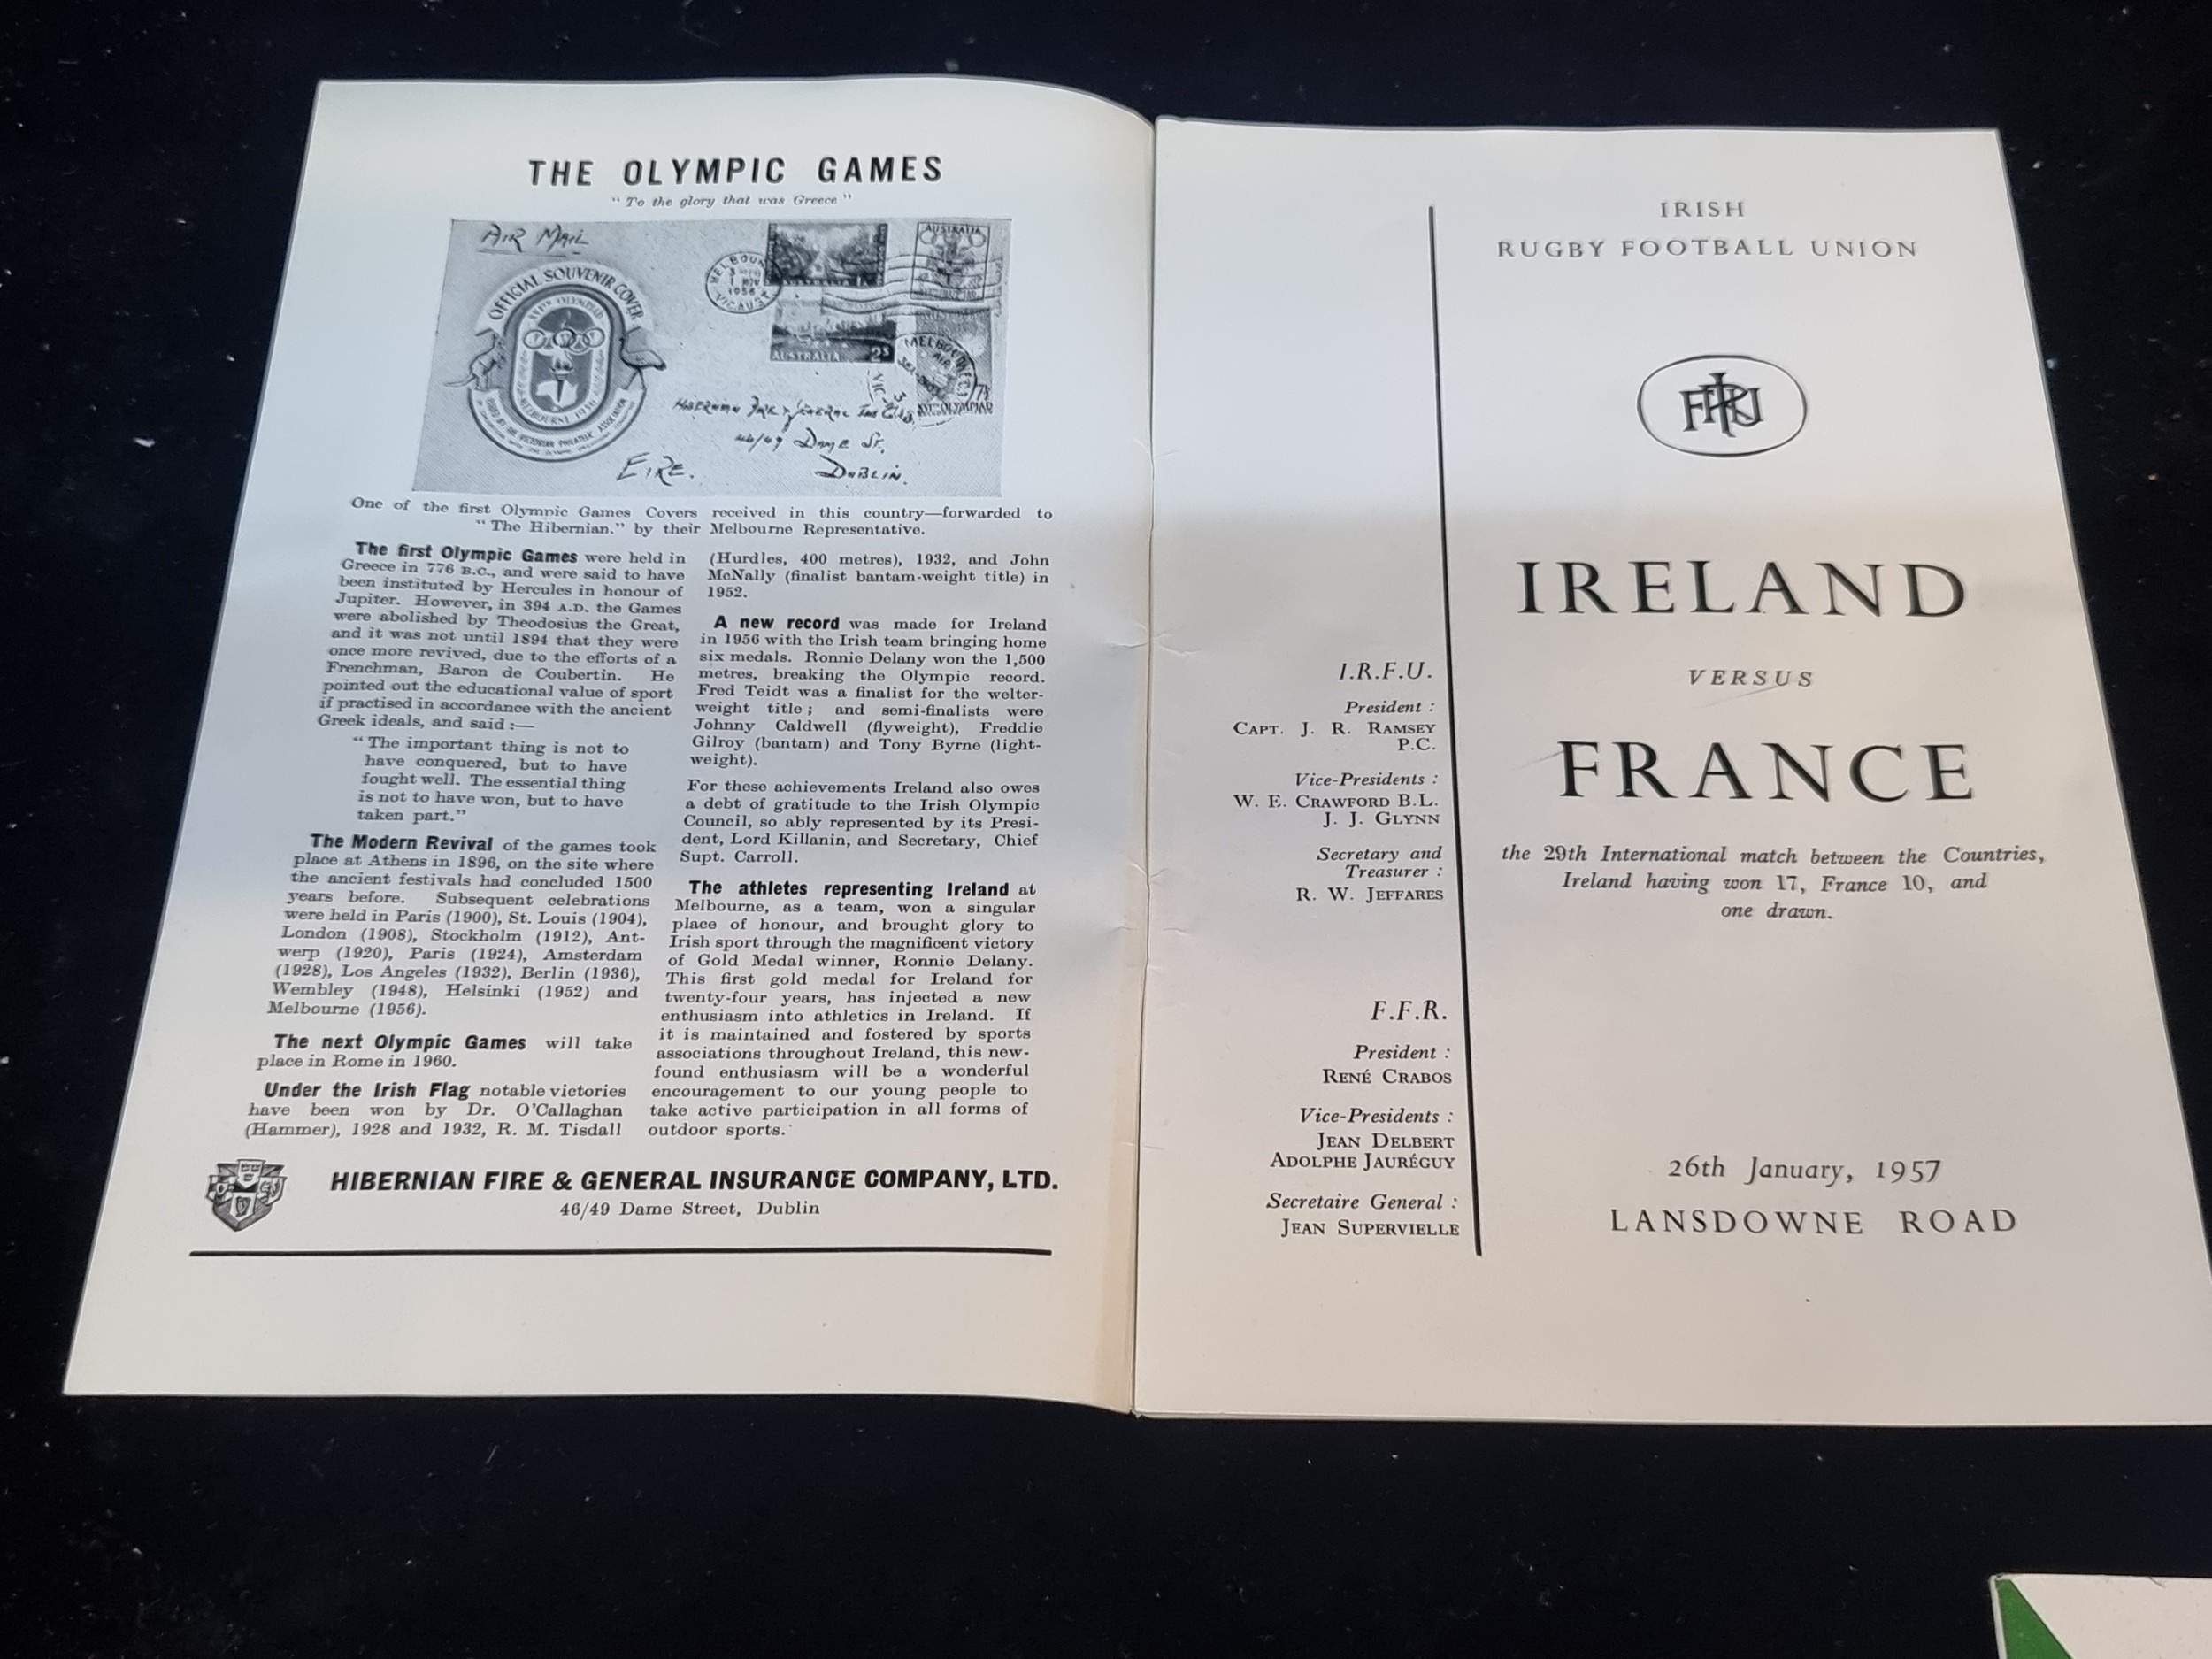 THE OLYMPIC GAMES
" To the glory that was Greece "
AIR MAIL
OFFICIAL SOUVENIR COVER
MELBOURNE 1956
MELBOU
1 NOV
1956
VIC. AUST
AUSTRALIA
AUSTRALIA
AUSTRALIA 2s
MELBOURNE
Dame St.
EIRE.
DUBLIN.
One of the first Olympic Games Covers received in this country—forwarded to
" The Hibernian." by their Melbourne Representative.
The first Olympic Games were held in
Greece in 776 B.C., and were said to have
been instituted by Hercules in honour of
Jupiter. However, in 394 A.D. the Games
were abolished by Theodosius the Great,
and it was not until 1894 that they were
once more revived, due to the efforts of a
Frenchman, Baron de Coubertin. He
pointed out the educational value of sport
if practised in accordance with the ancient
Greek ideals, and said :—
" The important thing is not to
have conquered, but to have
fought well. The essential thing
is not to have won, but to have
taken part."
The Modern Revival of the games took
place at Athens in 1896, on the site where
the ancient festivals had concluded 1500
years before. Subsequent celebrations
were held in Paris (1900), St. Louis (1904),
London (1908), Stockholm (1912), Ant-
werp (1920), Paris (1924), Amsterdam
(1928), Los Angeles (1932), Berlin (1936),
Wembley (1948), Helsinki (1952) and
Melbourne (1956).
The next Olympic Games will take
place in Rome in 1960.
Under the Irish Flag notable victories
have been won by Dr. O'Callaghan
(Hammer), 1928 and 1932, R. M. Tisdall
(Hurdles, 400 metres), 1932, and John
McNally (finalist bantam-weight title) in
1952.
A new record was made for Ireland
in 1956 with the Irish team bringing home
six medals. Ronnie Delany won the 1,500
metres, breaking the Olympic record.
Fred Teidt was a finalist for the welter-
weight title ; and semi-finalists were
Johnny Caldwell (flyweight), Freddie
Gilroy (bantam) and Tony Byrne (light-
weight).
For these achievements Ireland also owes
a debt of gratitude to the Irish Olympic
Council, so ably represented by its Presi-
dent, Lord Killanin, and Secretary, Chief
Supt. Carroll.
The athletes representing Ireland at
Melbourne, as a team, won a singular
place of honour, and brought glory to
Irish sport through the magnificent victory
of Gold Medal winner, Ronnie Delany.
This first gold medal for Ireland for
twenty-four years, has injected a new
enthusiasm into athletics in Ireland. If
it is maintained and fostered by sports
associations throughout Ireland, this new-
found enthusiasm will be a wonderful
encouragement to our young people to
take active participation in all forms of
outdoor sports.
HIBERNIAN FIRE & GENERAL INSURANCE COMPANY, LTD.
46/49 Dame Street, Dublin
I.R.F.U.
President :
CAPT. J. R. RAMSEY
P.C.
Vice-Presidents :
W. E. CRAWFORD B.L.
J. J. GLYNN
Secretary and
Treasurer :
R. W. JEFFARES
F.F.R.
President :
RENÉ CRABOS
Vice-Presidents :
JEAN DELBERT
ADOLPHE JAURÉGUY
Secretaire General :
JEAN SUPERVIELLE
IRISH
RUGBY FOOTBALL UNION
IRFU
IRELAND
VERSUS
FRANCE
the 29th International match between the Countries,
Ireland having won 17, France 10, and
one drawn.
26th January, 1957
LANSDOWNE ROAD